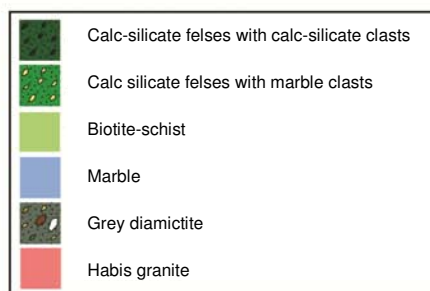 Calc-silicate felses with calc-silicate clasts
Calc silicate felses with marble clasts
Biotite-schist
Marble
Grey diamictite
Habis granite